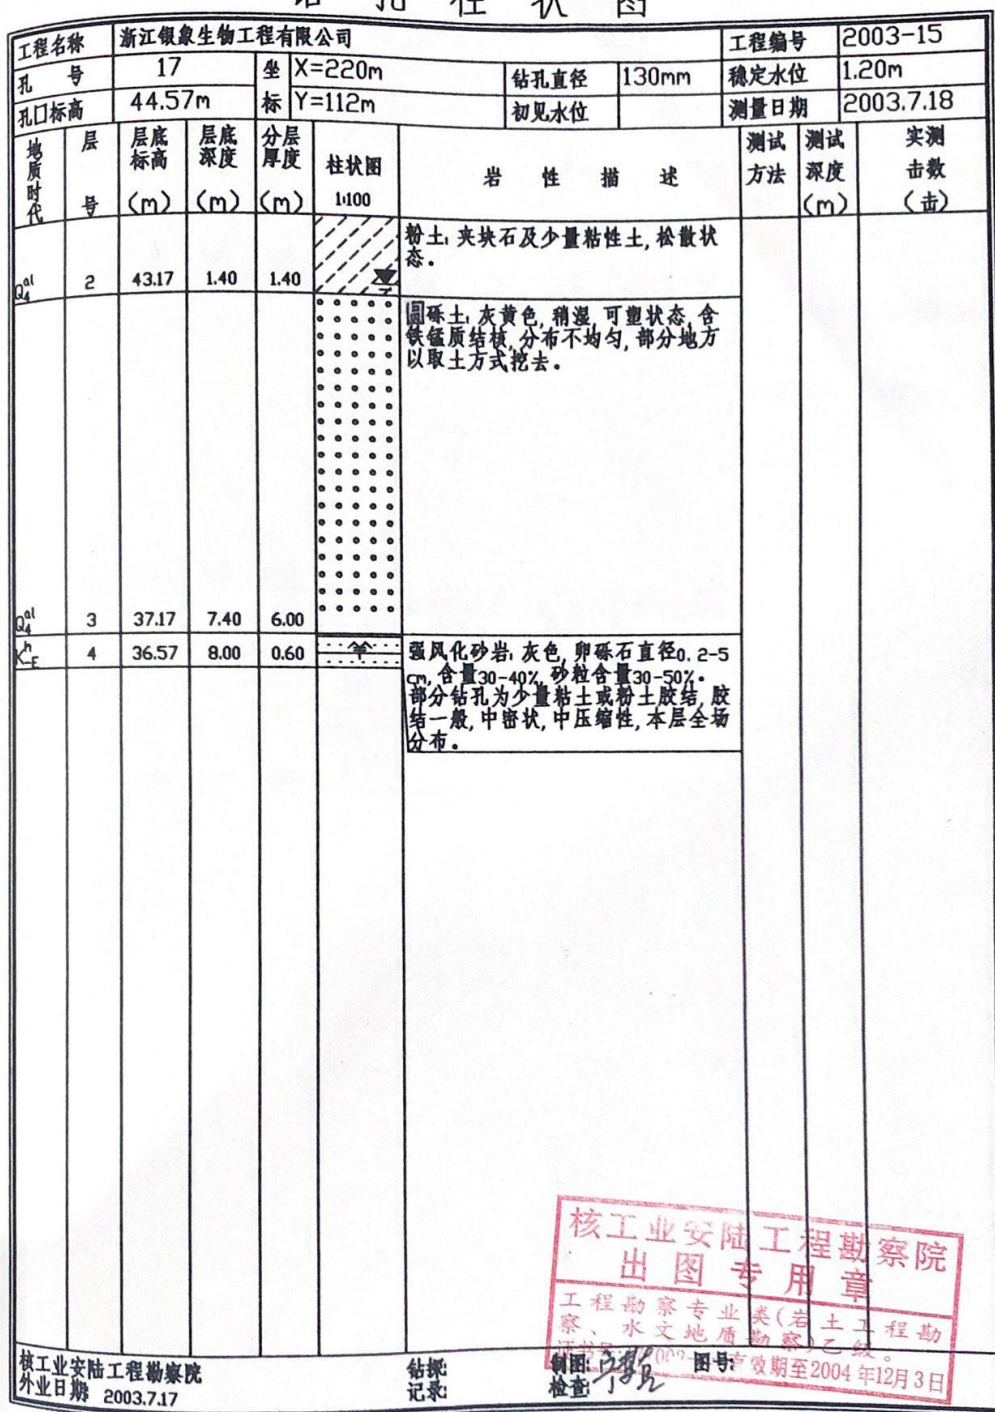 钻 孔 柱 状 图
工程名称 浙江银象生物工程有限公司 工程编号 2003-15
孔 号 17 坐标 X=220m 钻孔直径 130mm 稳定水位 1.20m
孔口标高 44.57m Y=112m 初见水位 测量日期 2003.7.18
地质时代 层号 层底标高(m) 层底深度(m) 分层厚度(m) 柱状图 1:100 岩 性 描 述 测试方法 测试深度(m) 实测击数(击)
粉土: 夹块石及少量粘性土, 松散状
态。
Q4al 2 43.17 1.40 1.40
圆砾土: 灰黄色, 稍湿, 可塑状态, 含
铁锰质结核, 分布不均匀, 部分地方
以取土方式挖去。
Q4al 3 37.17 7.40 6.00
K-Eh 4 36.57 8.00 0.60 强风化砂岩: 灰色, 卵砾石直径0.2-5
cm, 含量30-40%, 砂粒含量30-50%.
部分钻孔为少量粘土或粉土胶结, 胶
结一般, 中密状, 中压缩性, 本层全场
分布。
核工业安陆工程勘察院
出图专用章
工程勘察专业类(岩土工程勘
察、水文地质勘察)乙级。
有效期至2004年12月3日
核工业安陆工程勘察院 钻探: 制图: 图号:
外业日期: 2003.7.17 记录: 检查: